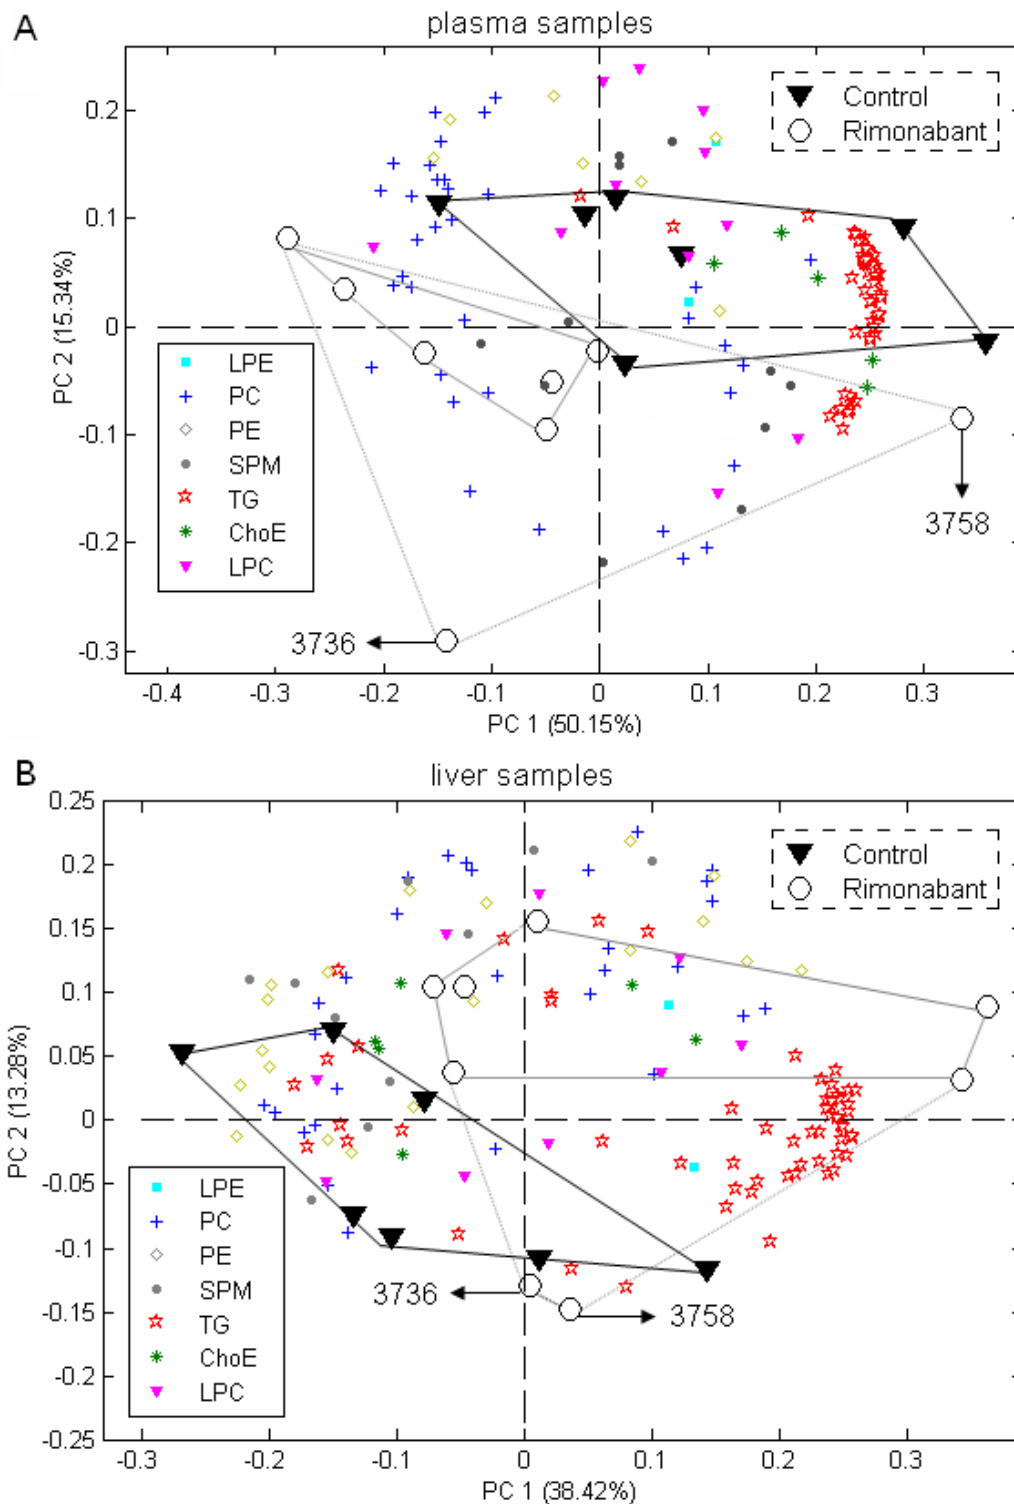 A
plasma samples
Control
Rimonabant
0.2
0.1
0
-0.1
-0.2
-0.3
PC 2 (15.34%)
LPE
PC
PE
SPM
TG
ChoE
LPC
3758
3736
-0.4
-0.3
-0.2
-0.1
0
0.1
0.2
0.3
PC 1 (50.15%)
B
liver samples
Control
Rimonabant
0.25
0.2
0.15
0.1
0.05
0
-0.05
-0.1
-0.15
-0.2
-0.25
PC 2 (13.28%)
LPE
PC
PE
SPM
TG
ChoE
LPC
3736
3758
-0.3
-0.2
-0.1
0
0.1
0.2
0.3
PC 1 (38.42%)